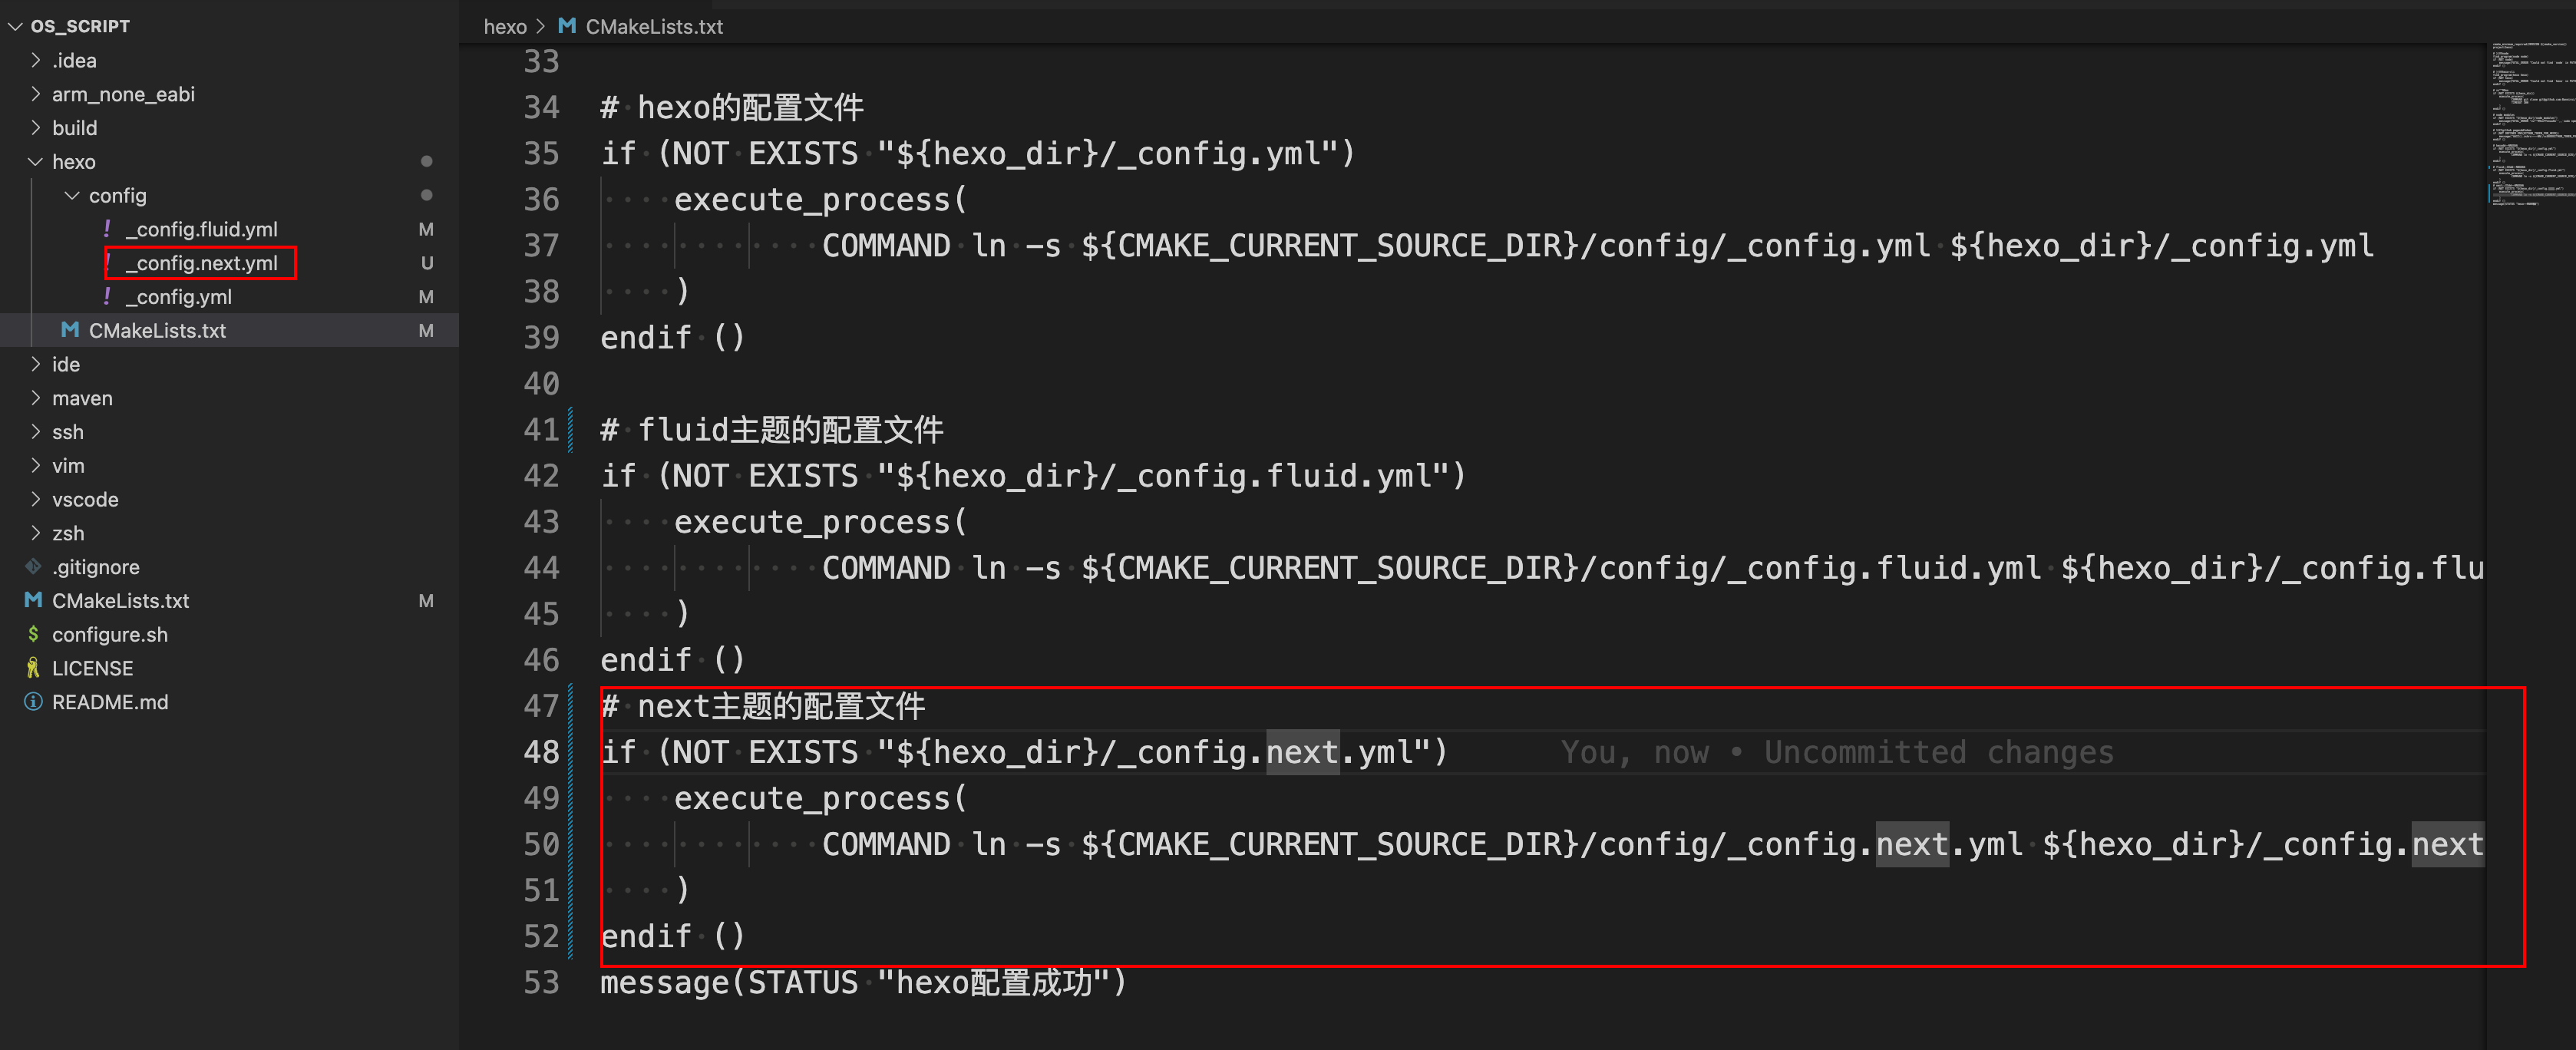 OS_SCRIPT
.idea
arm_none_eabi
build
hexo
config
! _config.fluid.yml M
! _config.next.yml U
! _config.yml M
M CMakeLists.txt M
ide
maven
ssh
vim
vscode
zsh
.gitignore
M CMakeLists.txt M
$ configure.sh
LICENSE
README.md
hexo > M CMakeLists.txt
33
34 # hexo的配置文件
35 if (NOT EXISTS "${hexo_dir}/_config.yml")
36 execute_process(
37 COMMAND ln -s ${CMAKE_CURRENT_SOURCE_DIR}/config/_config.yml ${hexo_dir}/_config.yml
38 )
39 endif ()
40
41 # fluid主题的配置文件
42 if (NOT EXISTS "${hexo_dir}/_config.fluid.yml")
43 execute_process(
44 COMMAND ln -s ${CMAKE_CURRENT_SOURCE_DIR}/config/_config.fluid.yml ${hexo_dir}/_config.flu
45 )
46 endif ()
47 # next主题的配置文件
48 if (NOT EXISTS "${hexo_dir}/_config.next.yml") You, now • Uncommitted changes
49 execute_process(
50 COMMAND ln -s ${CMAKE_CURRENT_SOURCE_DIR}/config/_config.next.yml ${hexo_dir}/_config.next
51 )
52 endif ()
53 message(STATUS "hexo配置成功")